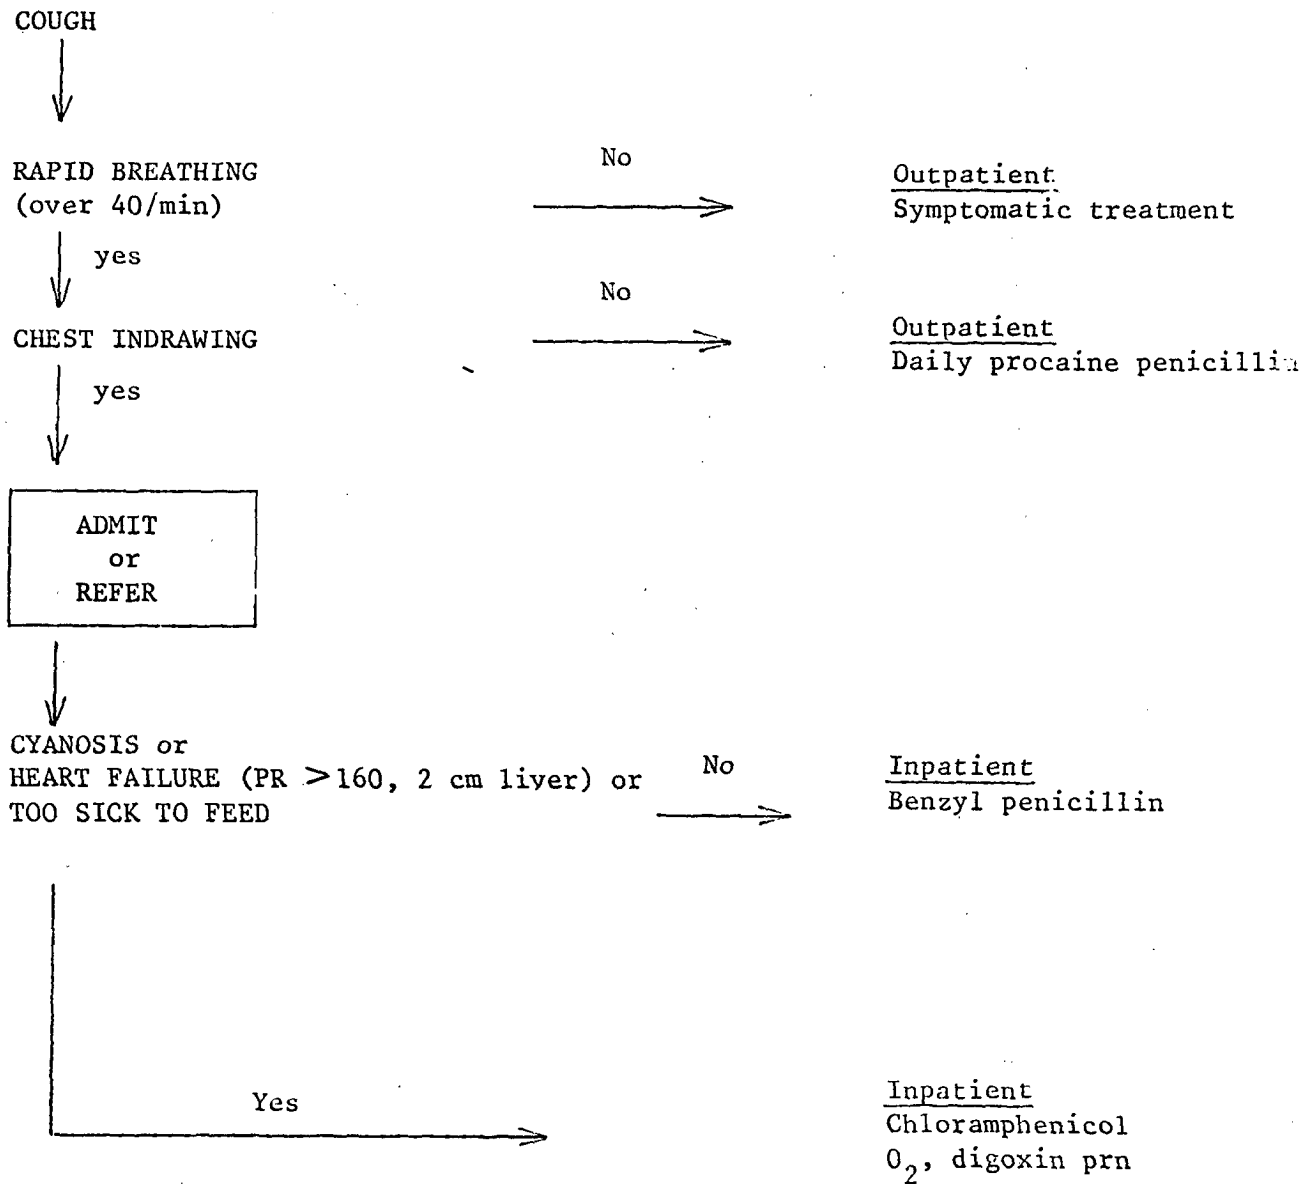 COUGH
No
RAPID BREATHING
(over 40/min)
Outpatient
Symptomatic treatment
yes
No
CHEST INDRAWING
Outpatient
Daily procaine penicillin
yes
ADMIT
or
REFER
CYANOSIS or
HEART FAILURE (PR >160, 2 cm liver) or
TOO SICK TO FEED
No
Inpatient
Benzyl penicillin
Yes
Inpatient
Chloramphenicol
O₂, digoxin prn